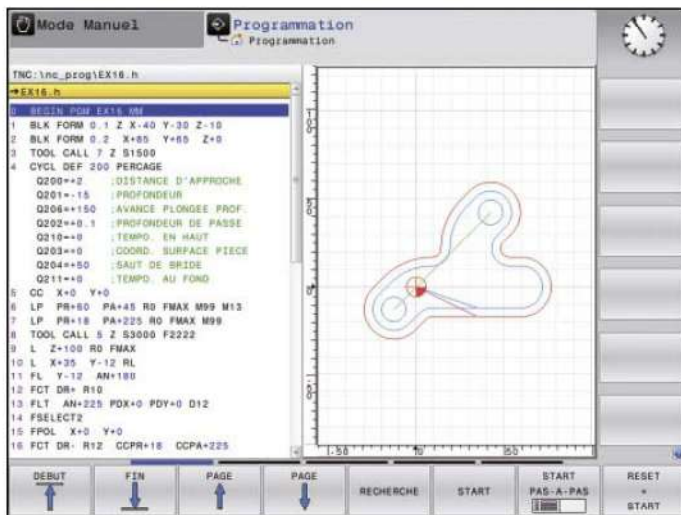 Mode Manuel
Programmation
Programmation
TNC:\nc_prog\EX16.h
→EX16.h
0 BEGIN PGM EX16 MM
1 BLK FORM 0.1 Z X-40 Y-30 Z-10
2 BLK FORM 0.2 X+85 Y+65 Z+0
3 TOOL CALL 7 Z S1500
4 CYCL DEF 200 PERCAGE
Q200=+2 ;DISTANCE D'APPROCHE
Q201=-15 ;PROFONDEUR
Q206=+150 ;AVANCE PLONGEE PROF.
Q202=+0.1 ;PROFONDEUR DE PASSE
Q210=+0 ;TEMPO. EN HAUT
Q203=+0 ;COORD. SURFACE PIECE
Q204=+50 ;SAUT DE BRIDE
Q211=+0 ;TEMPO. AU FOND
5 CC X+0 Y+0
6 LP PR+60 PA+45 R0 FMAX M99 M13
7 LP PR+18 PA+225 R0 FMAX M99
8 TOOL CALL 5 Z S3000 F2222
9 L Z+100 R0 FMAX
10 L X+35 Y-12 RL
11 FL Y-12 AN+180
12 FCT DR+ R10
13 FLT AN+225 PDX+0 PDY+0 D12
14 FSELECT2
15 FPOL X+0 Y+0
16 FCT DR- R12 CCPR+18 CCPA+225
100
50
0
-50
-50
0
50
DEBUT
FIN
PAGE
PAGE
RECHERCHE
START
START
PAS-A-PAS
RESET
+
START